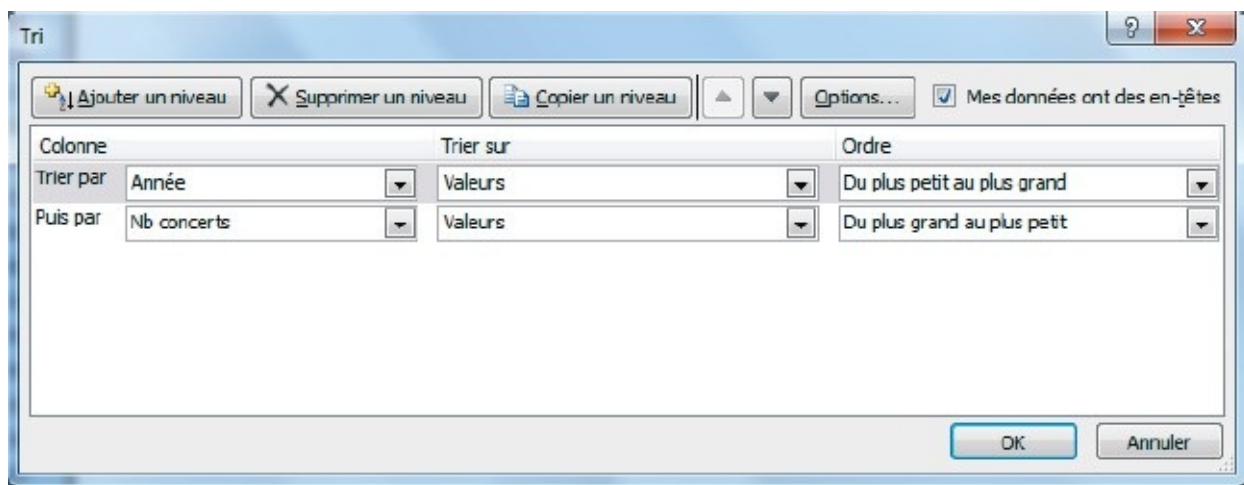 Tri
Ajouter un niveau Supprimer un niveau Copier un niveau Options... Mes données ont des en-têtes
Colonne Trier sur Ordre
Trier par Année Valeurs Du plus petit au plus grand
Puis par Nb concerts Valeurs Du plus grand au plus petit
OK Annuler